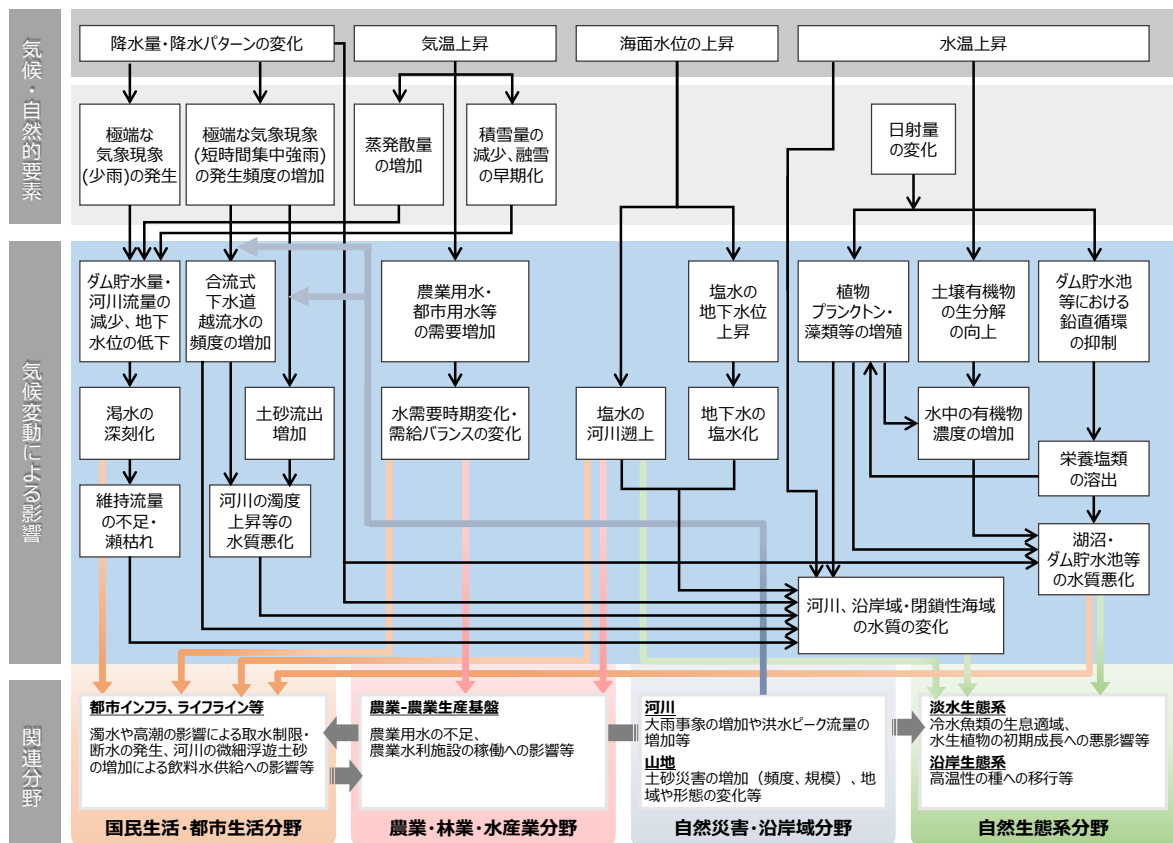 気候・自然的要素
降水量・降水パターンの変化
気温上昇
海面水位の上昇
水温上昇
極端な
気象現象
(少雨)の発生
極端な気象現象
(短時間集中強雨)
の発生頻度の増加
蒸発散量
の増加
積雪量の
減少、融雪
の早期化
日射量
の変化
気候変動による影響
ダム貯水量・
河川流量の
減少、地下
水位の低下
合流式
下水道
越流水の
頻度の増加
農業用水・
都市用水等
の需要増加
塩水の
地下水位
上昇
植物
プランクトン・
藻類等の増殖
土壌有機物
の生分解
の向上
ダム貯水池
等における
鉛直循環
の抑制
渇水の
深刻化
土砂流出
増加
水需要時期変化・
需給バランスの変化
塩水の
河川遡上
地下水の
塩水化
水中の有機物
濃度の増加
栄養塩類
の溶出
維持流量
の不足・
瀬枯れ
河川の濁度
上昇等の
水質悪化
湖沼・
ダム貯水池等
の水質悪化
河川、沿岸域・閉鎖性海域
の水質の変化
関連分野
都市インフラ、ライフライン等
濁水や高潮の影響による取水制限・
断水の発生、河川の微細浮遊土砂
の増加による飲料水供給への影響等
国民生活・都市生活分野
農業-農業生産基盤
農業用水の不足、
農業水利施設の稼働への影響等
農業・林業・水産業分野
河川
大雨事象の増加や洪水ピーク流量の
増加等
山地
土砂災害の増加（頻度、規模）、地
域や形態の変化等
自然災害・沿岸域分野
淡水生態系
冷水魚類の生息適域、
水生植物の初期成長への悪影響等
沿岸生態系
高温性の種への移行等
自然生態系分野